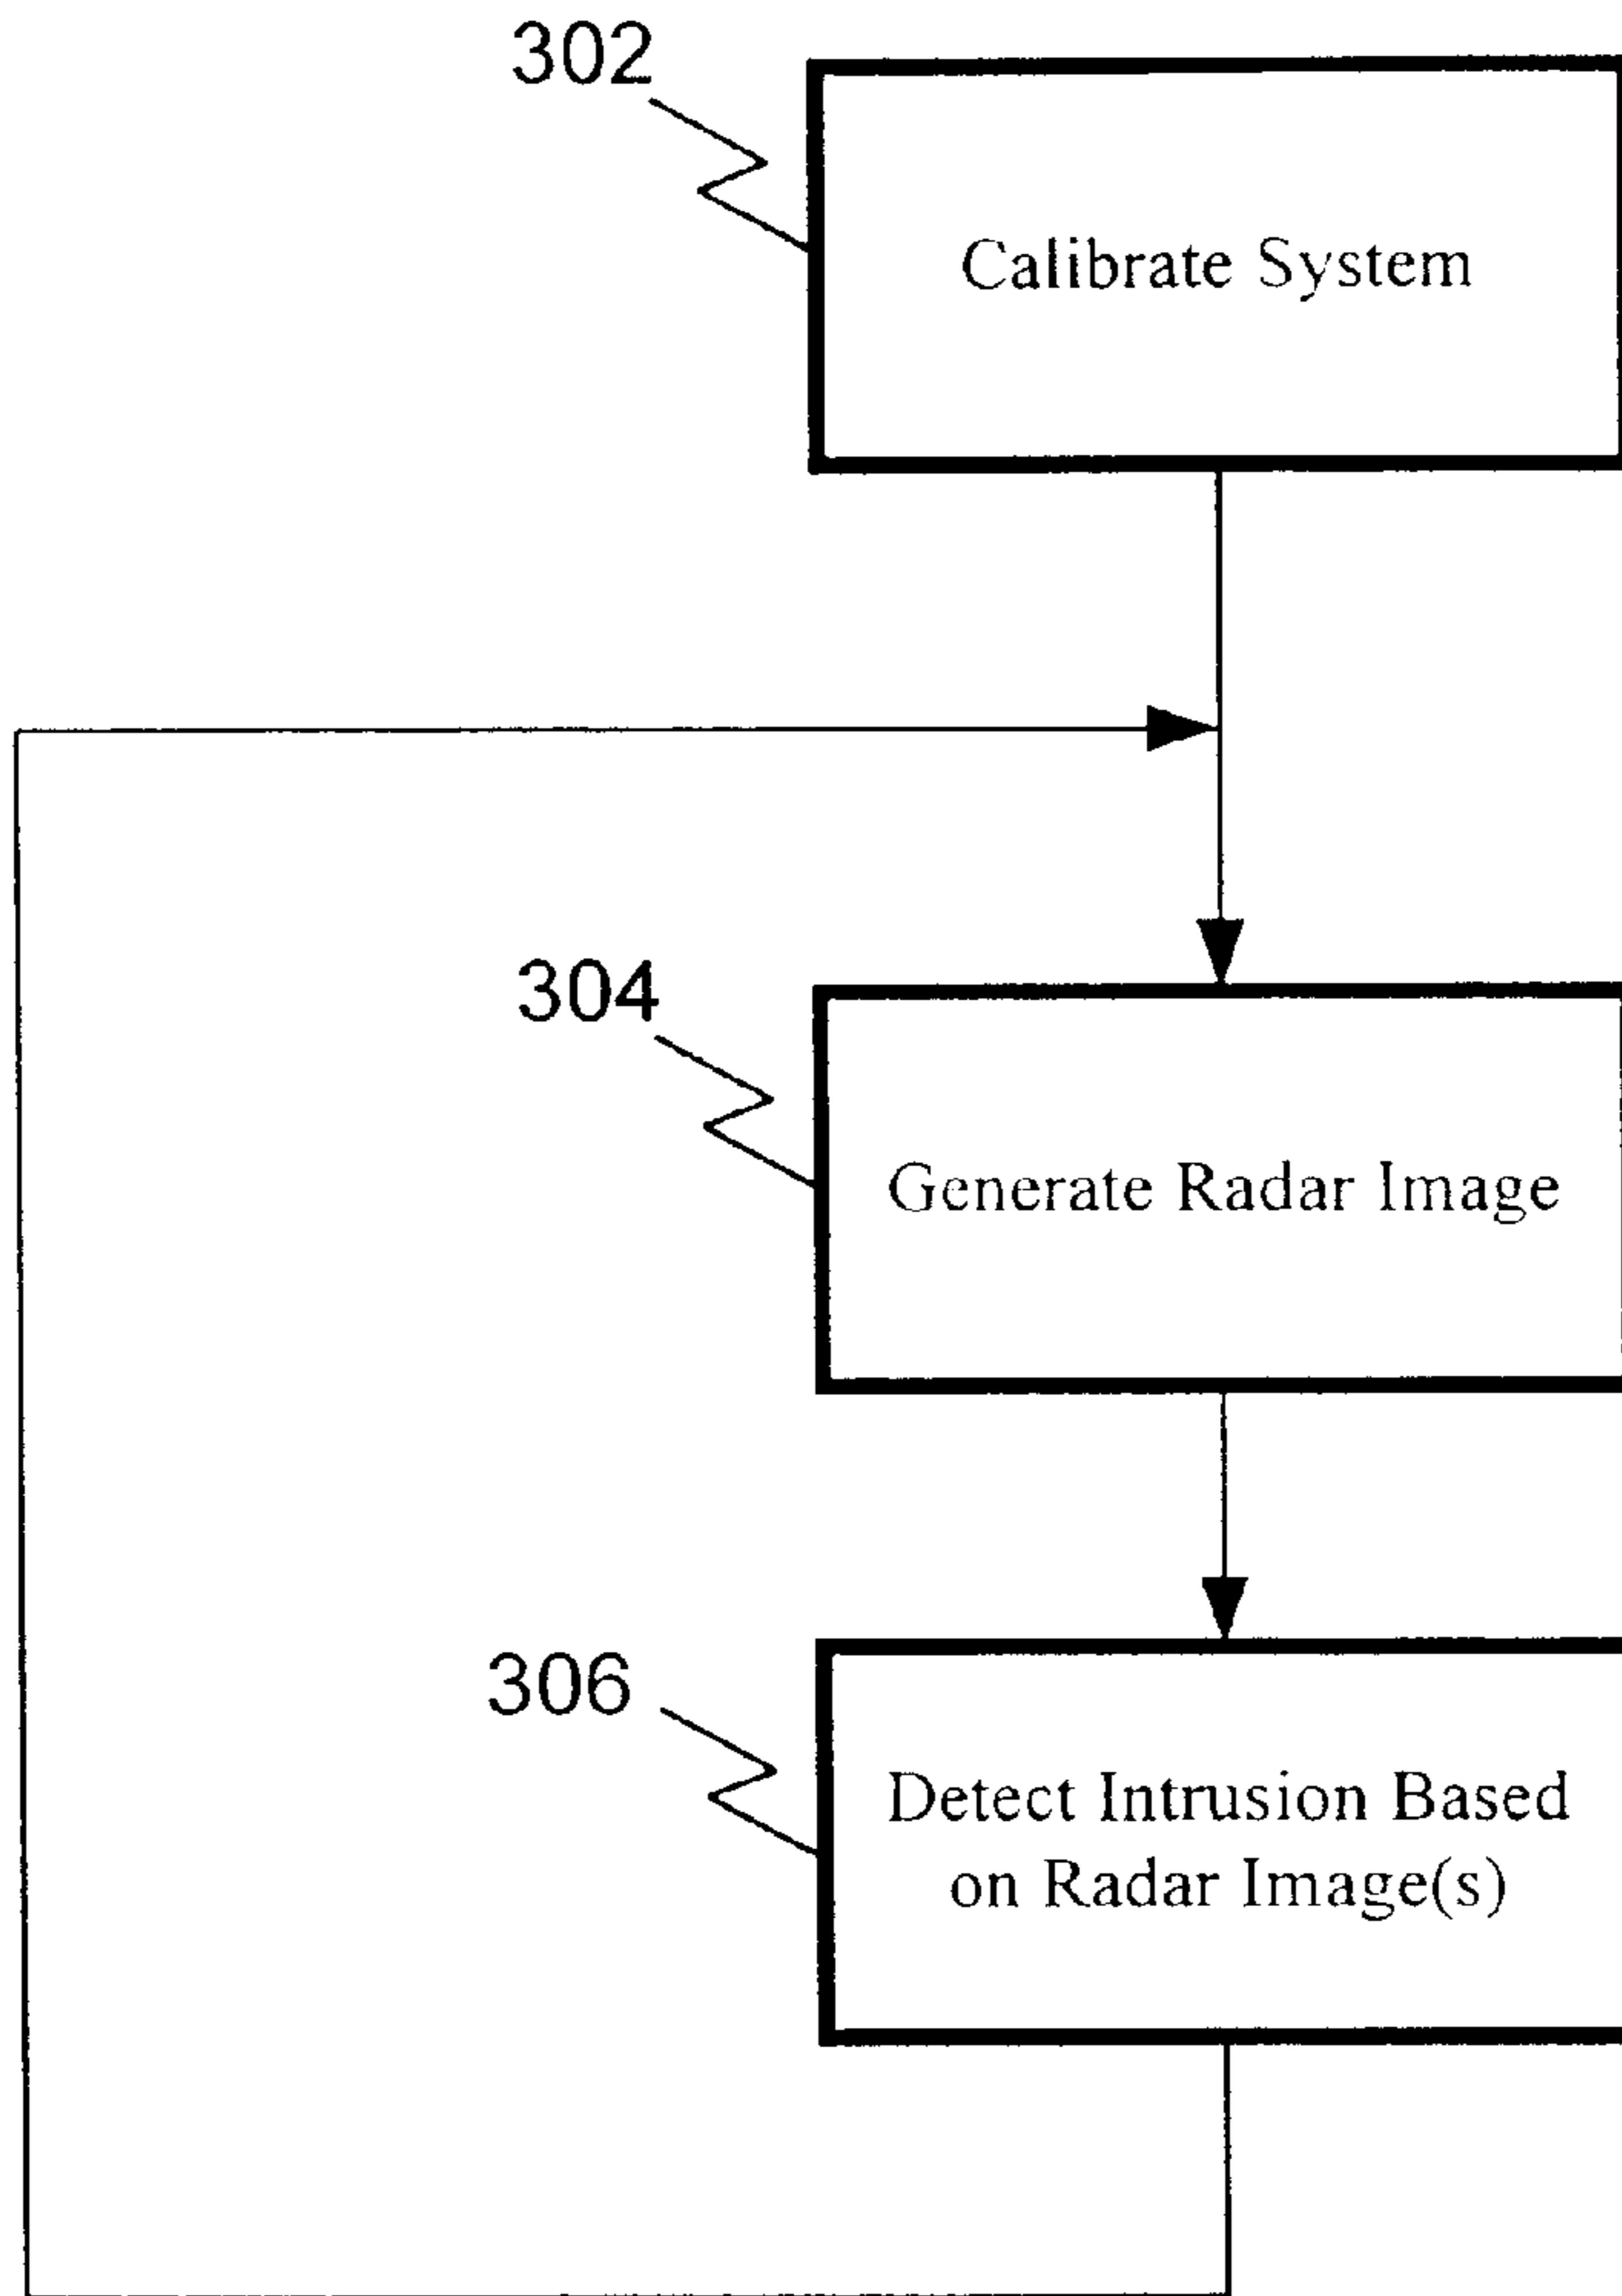 302
Calibrate System
304
Generate Radar Image
306
Detect Intrusion Based
on Radar Image(s)